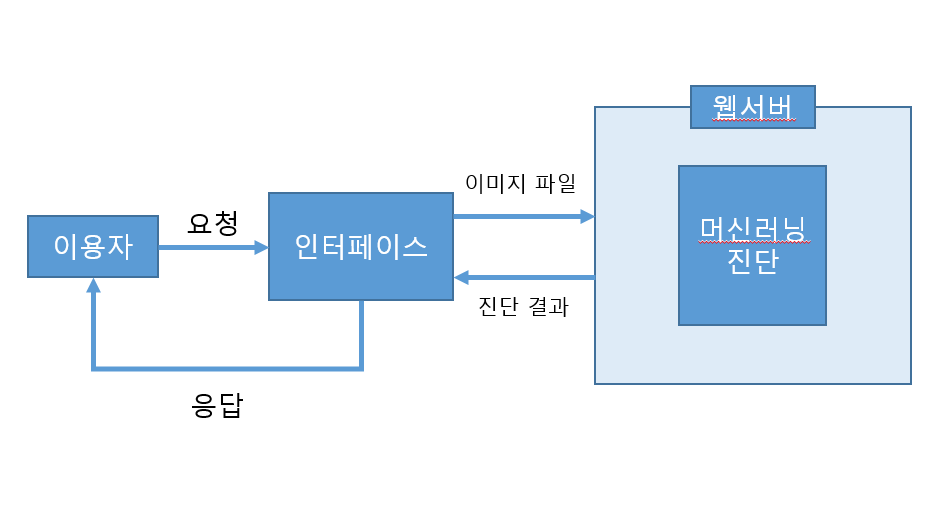 웹서버
이미지 파일
요청
이용자
인터페이스
머신러닝
진단
진단 결과
응답